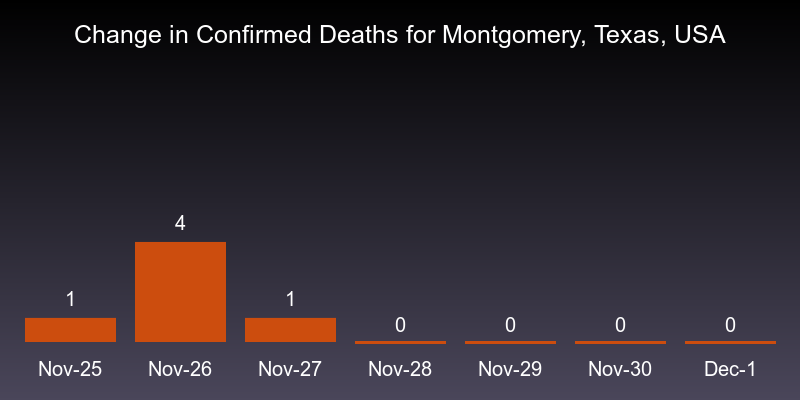 Change in Confirmed Deaths for Montgomery, Texas, USA
4
1 1
0 0 0 0
Nov-25 Nov-26 Nov-27 Nov-28 Nov-29 Nov-30 Dec-1